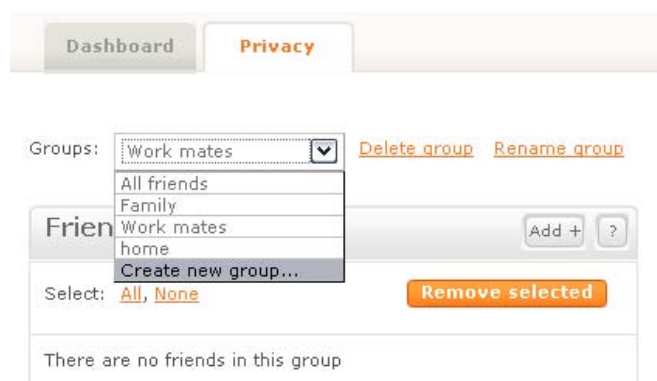 Dashboard Privacy
Groups: Work mates Delete group Rename group
All friends
Family
Work mates
home
Create new group...
Frien Add + ?
Select: All, None Remove selected
There are no friends in this group